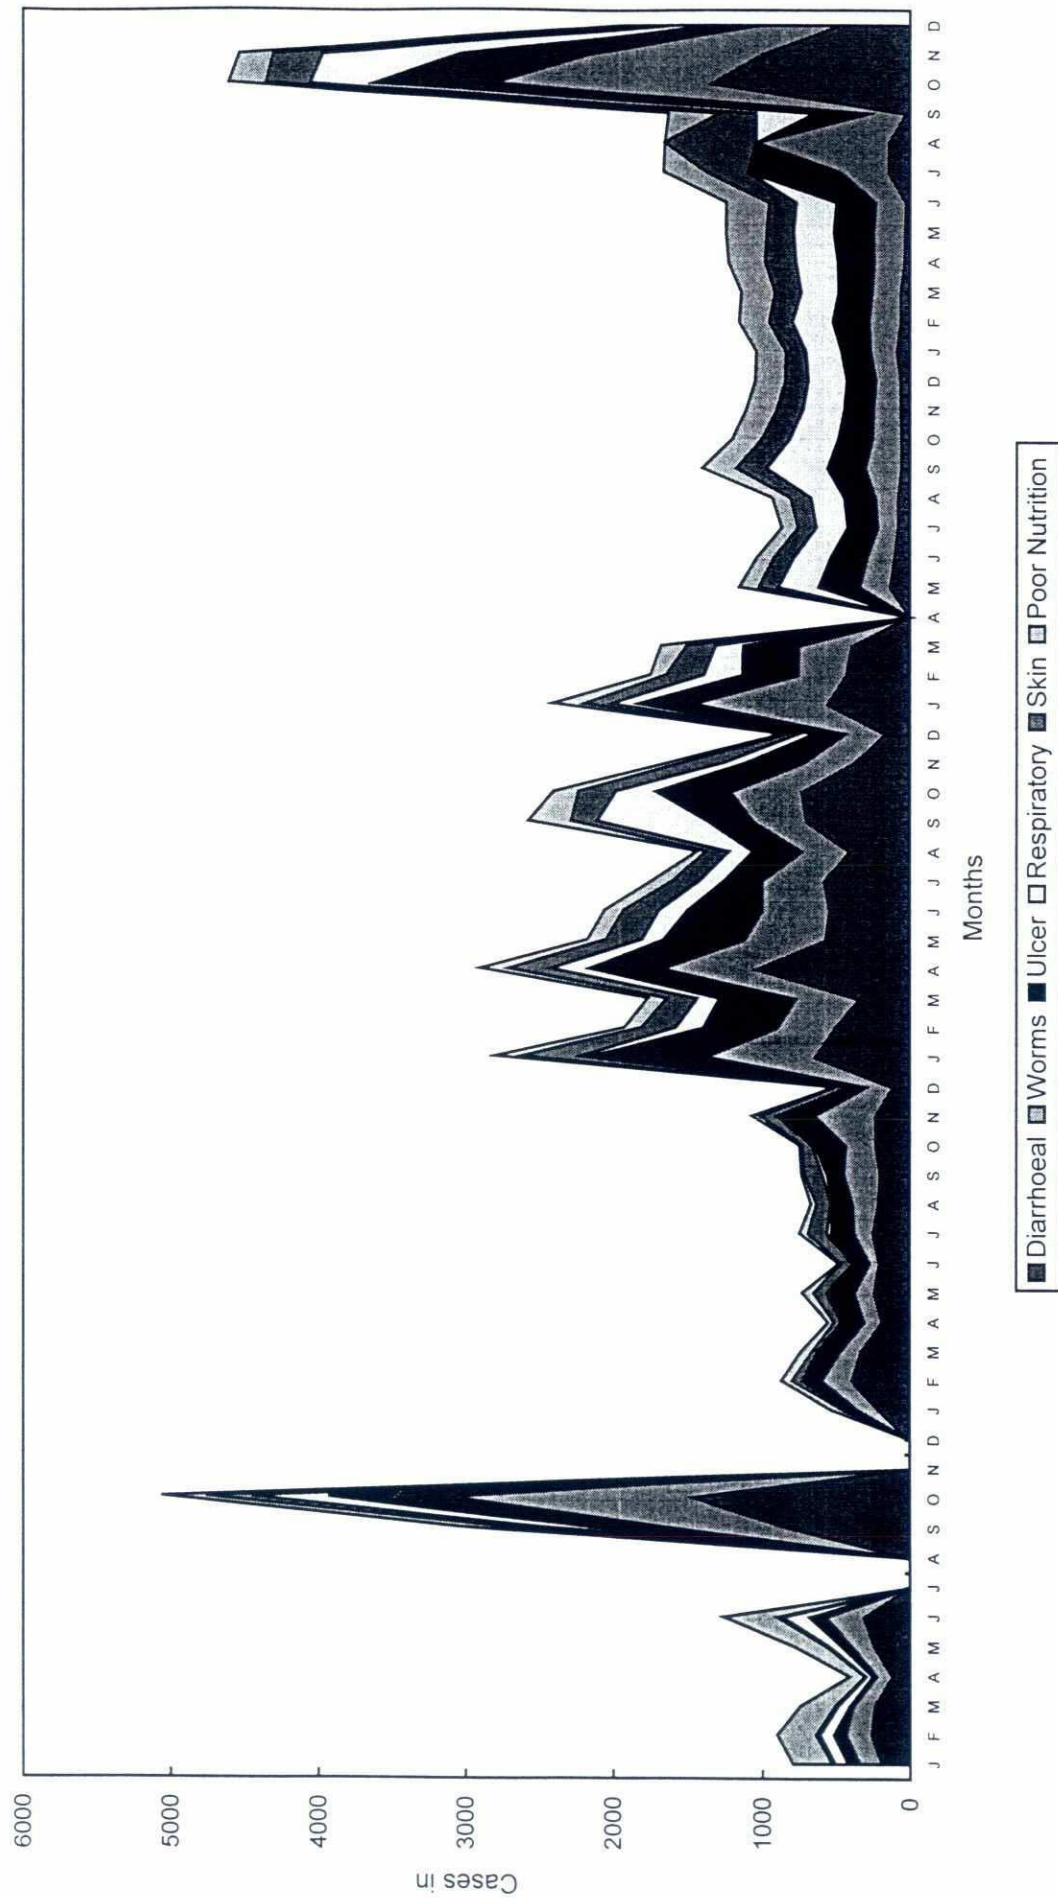 6000
5000
4000
3000
2000
1000
0
Cases in
J F M A M J J A S O N D J F M A M J J A S O N D J F M A M J J A S O N D J F M A M J J A S O N D J F M A M J J A S O N D
Months
Diarrhoeal Worms Ulcer Respiratory Skin Poor Nutrition